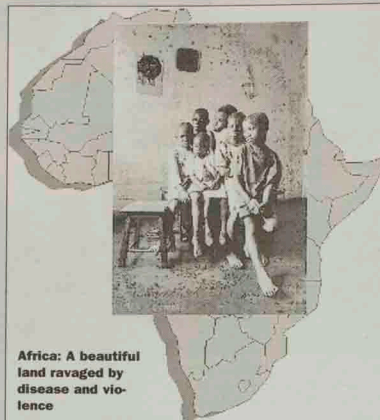 Africa: A beautiful
land ravaged by
disease and vio-
lence